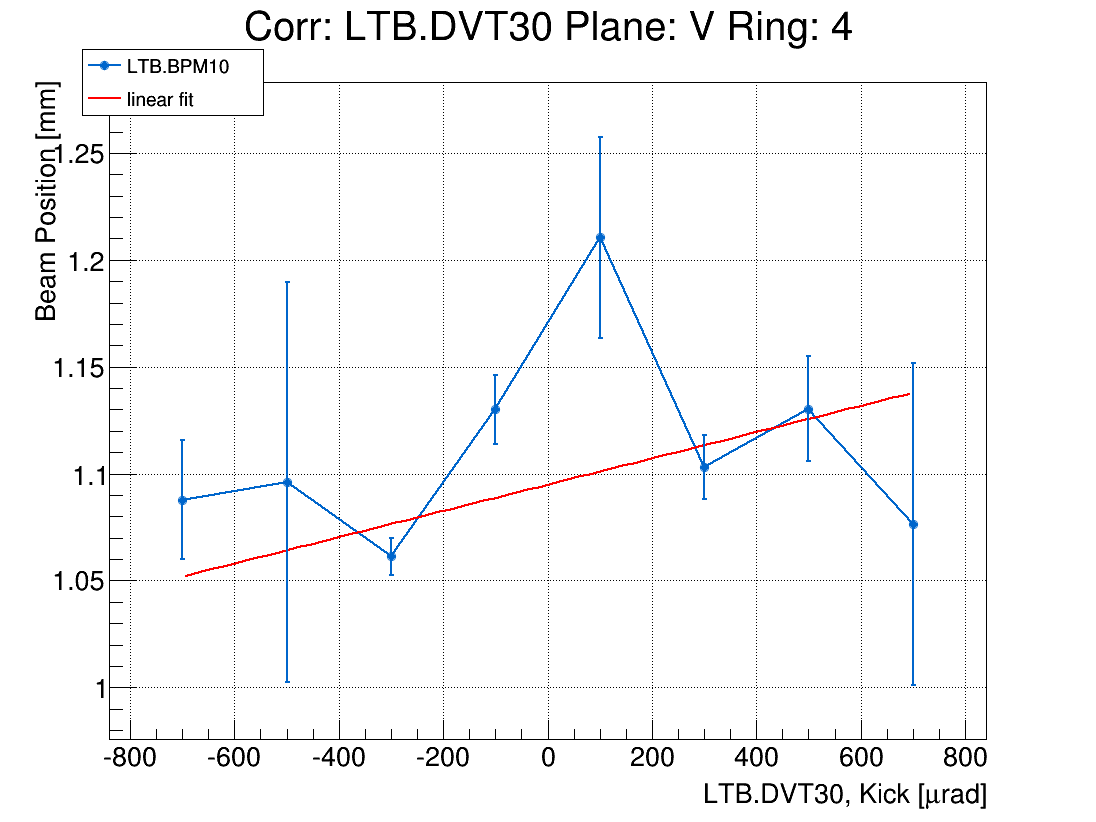 Corr: LTB.DVT30 Plane: V Ring: 4
LTB.BPM10
linear fit
Beam Position [mm]
1.25
1.2
1.15
1.1
1.05
1
-800 -600 -400 -200 0 200 400 600 800
LTB.DVT30, Kick [μrad]